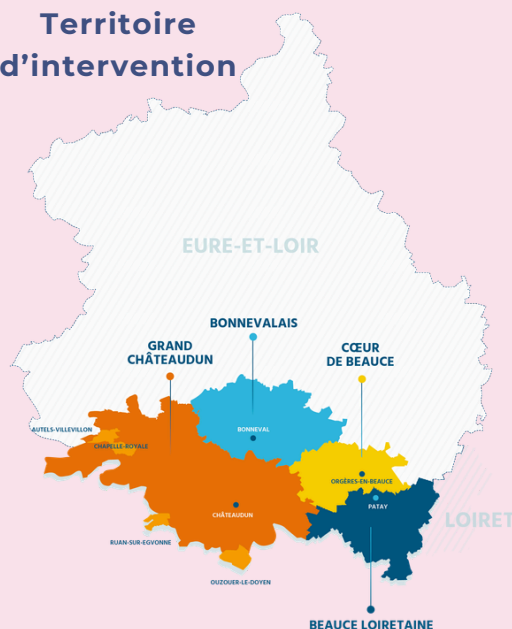 Territoire
d’intervention
EURE-ET-LOIR
BONNEVALAIS
GRAND
CHÂTEAUDUN
CŒUR
DE BEAUCE
AUTELS-VILLEVILLON
BONNEVAL
CHAPELLE-ROYALE
ORGÈRES-EN-BEAUCE
PATAY
CHÂTEAUDUN
LOIRET
RUAN-SUR-EGVONNE
OUZOUER-LE-DOYEN
BEAUCE LOIRETAINE